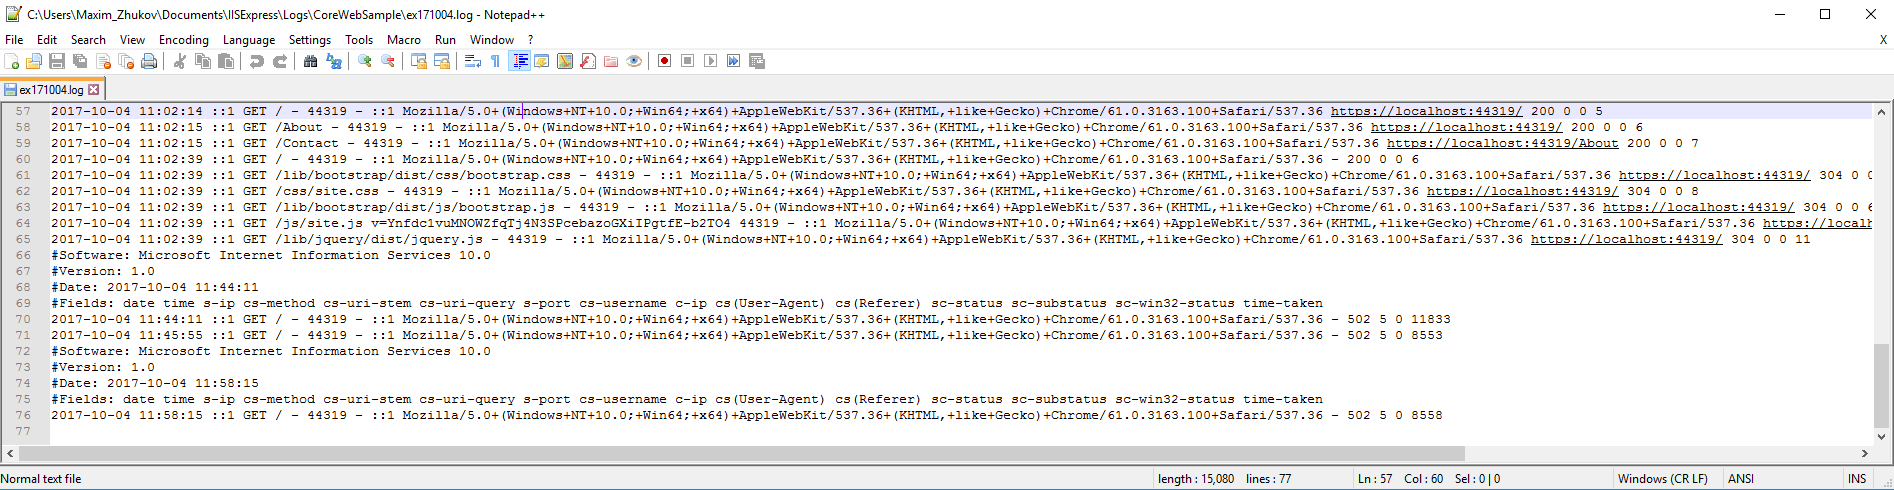 C:\Users\Maxim_Zhukov\Documents\IISExpress\Logs\CoreWebSample\ex171004.log - Notepad++
File Edit Search View Encoding Language Settings Tools Macro Run Window ? X
ex171004.log
57 2017-10-04 11:02:14 ::1 GET / - 44319 - ::1 Mozilla/5.0+(Windows+NT+10.0;+Win64;+x64)+AppleWebKit/537.36+(KHTML,+like+Gecko)+Chrome/61.0.3163.100+Safari/537.36 https://localhost:44319/ 200 0 0 5
58 2017-10-04 11:02:15 ::1 GET /About - 44319 - ::1 Mozilla/5.0+(Windows+NT+10.0;+Win64;+x64)+AppleWebKit/537.36+(KHTML,+like+Gecko)+Chrome/61.0.3163.100+Safari/537.36 https://localhost:44319/ 200 0 0 6
59 2017-10-04 11:02:15 ::1 GET /Contact - 44319 - ::1 Mozilla/5.0+(Windows+NT+10.0;+Win64;+x64)+AppleWebKit/537.36+(KHTML,+like+Gecko)+Chrome/61.0.3163.100+Safari/537.36 https://localhost:44319/About 200 0 0 7
60 2017-10-04 11:02:39 ::1 GET / - 44319 - ::1 Mozilla/5.0+(Windows+NT+10.0;+Win64;+x64)+AppleWebKit/537.36+(KHTML,+like+Gecko)+Chrome/61.0.3163.100+Safari/537.36 - 200 0 0 6
61 2017-10-04 11:02:39 ::1 GET /lib/bootstrap/dist/css/bootstrap.css - 44319 - ::1 Mozilla/5.0+(Windows+NT+10.0;+Win64;+x64)+AppleWebKit/537.36+(KHTML,+like+Gecko)+Chrome/61.0.3163.100+Safari/537.36 https://localhost:44319/ 304 0 0
62 2017-10-04 11:02:39 ::1 GET /css/site.css - 44319 - ::1 Mozilla/5.0+(Windows+NT+10.0;+Win64;+x64)+AppleWebKit/537.36+(KHTML,+like+Gecko)+Chrome/61.0.3163.100+Safari/537.36 https://localhost:44319/ 304 0 0 8
63 2017-10-04 11:02:39 ::1 GET /lib/bootstrap/dist/js/bootstrap.js - 44319 - ::1 Mozilla/5.0+(Windows+NT+10.0;+Win64;+x64)+AppleWebKit/537.36+(KHTML,+like+Gecko)+Chrome/61.0.3163.100+Safari/537.36 https://localhost:44319/ 304 0 0 6
64 2017-10-04 11:02:39 ::1 GET /js/site.js v=Ynfdc1vuMNOWZfqTj4N3SPcebazoGXiIPgtfE-b2TO4 44319 - ::1 Mozilla/5.0+(Windows+NT+10.0;+Win64;+x64)+AppleWebKit/537.36+(KHTML,+like+Gecko)+Chrome/61.0.3163.100+Safari/537.36 https://local
65 2017-10-04 11:02:39 ::1 GET /lib/jquery/dist/jquery.js - 44319 - ::1 Mozilla/5.0+(Windows+NT+10.0;+Win64;+x64)+AppleWebKit/537.36+(KHTML,+like+Gecko)+Chrome/61.0.3163.100+Safari/537.36 https://localhost:44319/ 304 0 0 11
66 #Software: Microsoft Internet Information Services 10.0
67 #Version: 1.0
68 #Date: 2017-10-04 11:44:11
69 #Fields: date time s-ip cs-method cs-uri-stem cs-uri-query s-port cs-username c-ip cs(User-Agent) cs(Referer) sc-status sc-substatus sc-win32-status time-taken
70 2017-10-04 11:44:11 ::1 GET / - 44319 - ::1 Mozilla/5.0+(Windows+NT+10.0;+Win64;+x64)+AppleWebKit/537.36+(KHTML,+like+Gecko)+Chrome/61.0.3163.100+Safari/537.36 - 502 5 0 11833
71 2017-10-04 11:45:55 ::1 GET / - 44319 - ::1 Mozilla/5.0+(Windows+NT+10.0;+Win64;+x64)+AppleWebKit/537.36+(KHTML,+like+Gecko)+Chrome/61.0.3163.100+Safari/537.36 - 502 5 0 8553
72 #Software: Microsoft Internet Information Services 10.0
73 #Version: 1.0
74 #Date: 2017-10-04 11:58:15
75 #Fields: date time s-ip cs-method cs-uri-stem cs-uri-query s-port cs-username c-ip cs(User-Agent) cs(Referer) sc-status sc-substatus sc-win32-status time-taken
76 2017-10-04 11:58:15 ::1 GET / - 44319 - ::1 Mozilla/5.0+(Windows+NT+10.0;+Win64;+x64)+AppleWebKit/537.36+(KHTML,+like+Gecko)+Chrome/61.0.3163.100+Safari/537.36 - 502 5 0 8558
77
Normal text file length : 15,080 lines : 77 Ln : 57 Col : 60 Sel : 0 | 0 Windows (CR LF) ANSI INS